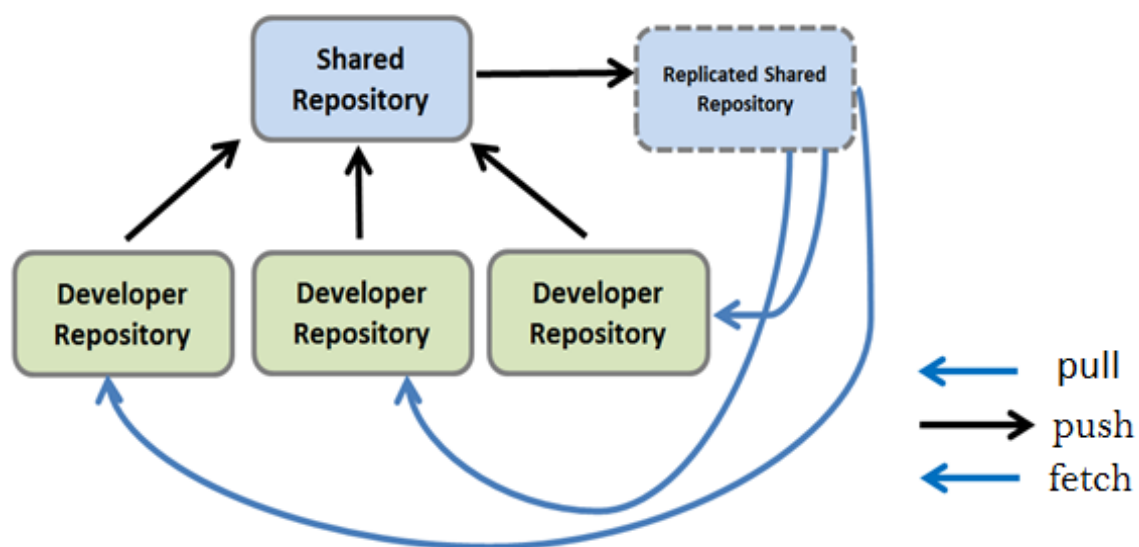 Shared
Repository
Replicated Shared
Repository
Developer
Repository
Developer
Repository
Developer
Repository
pull
push
fetch